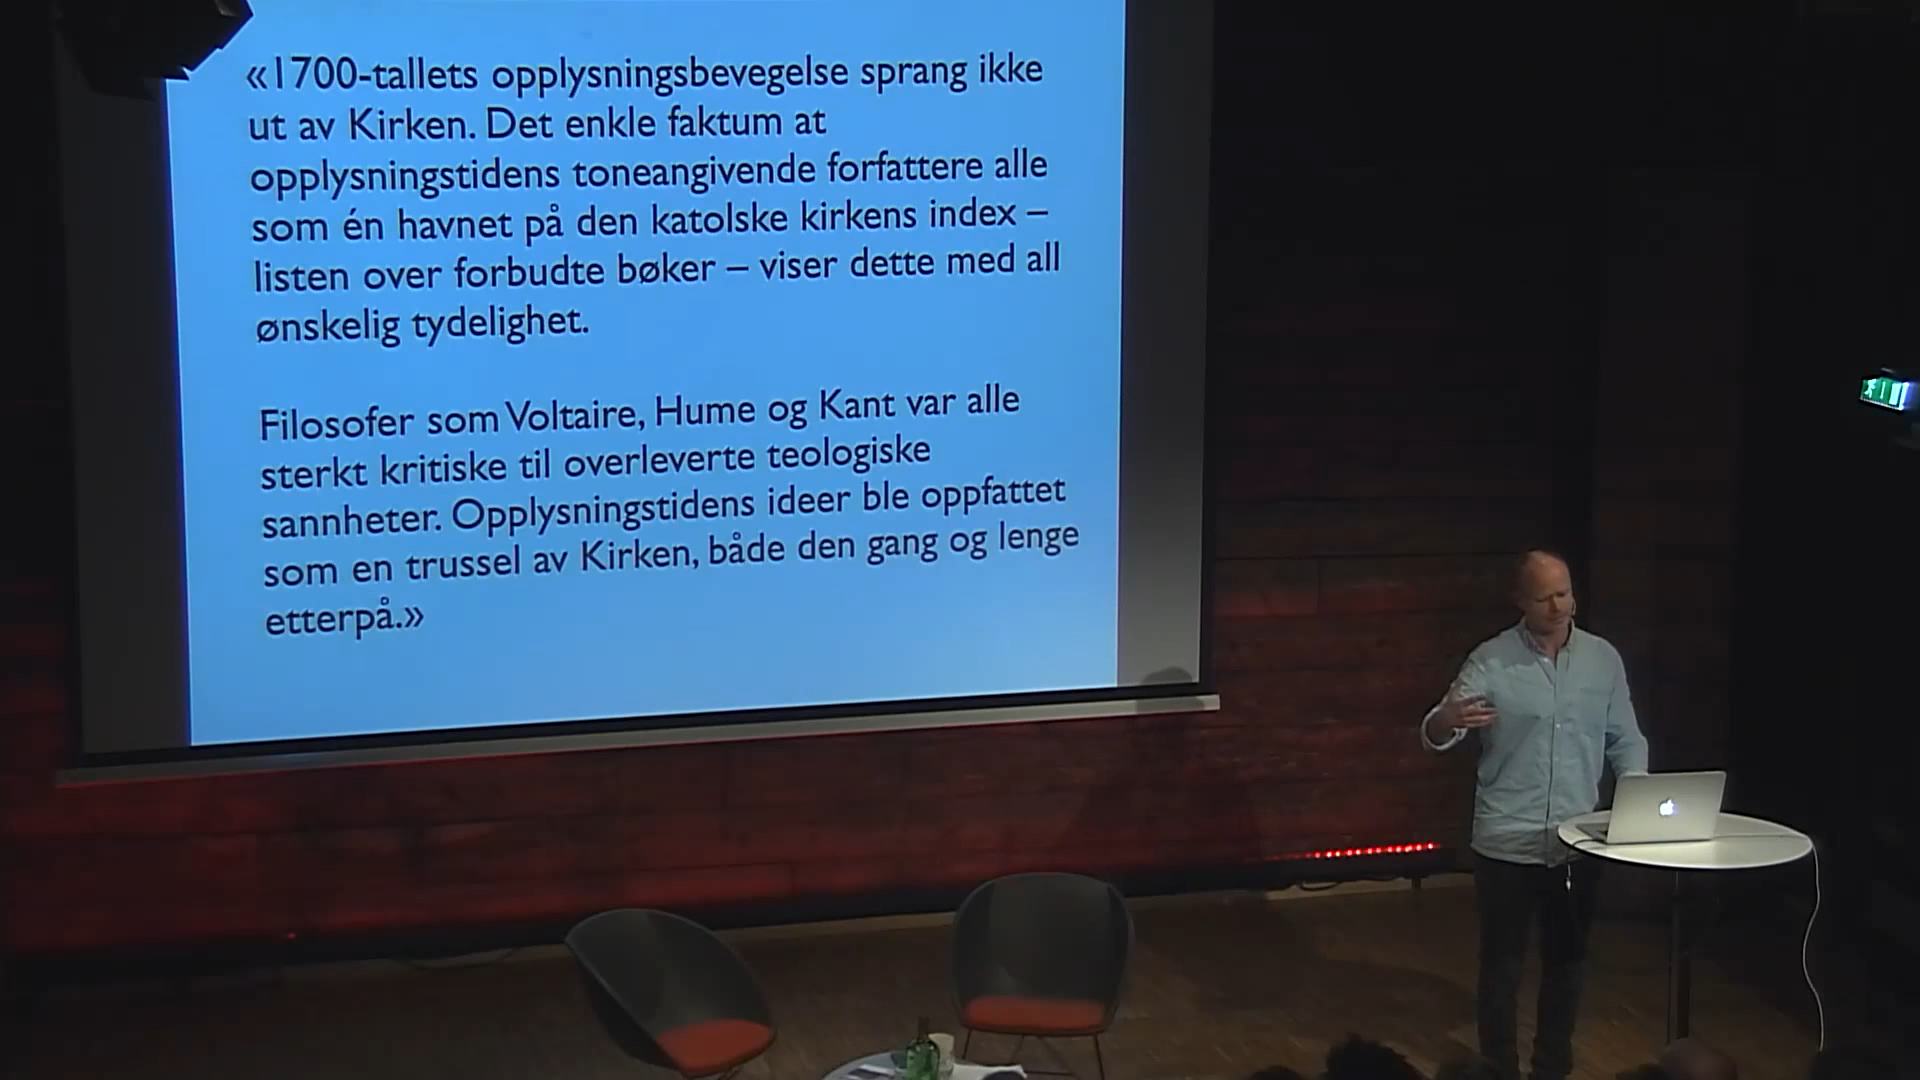 «1700-tallets opplysningsbevegelse sprang ikke
ut av Kirken. Det enkle faktum at
opplysningstidens toneangivende forfattere alle
som én havnet på den katolske kirkens index –
listen over forbudte bøker – viser dette med all
ønskelig tydelighet.
Filosofer som Voltaire, Hume og Kant var alle
sterkt kritiske til overleverte teologiske
sannheter. Opplysningstidens ideer ble oppfattet
som en trussel av Kirken, både den gang og lenge
etterpå.»